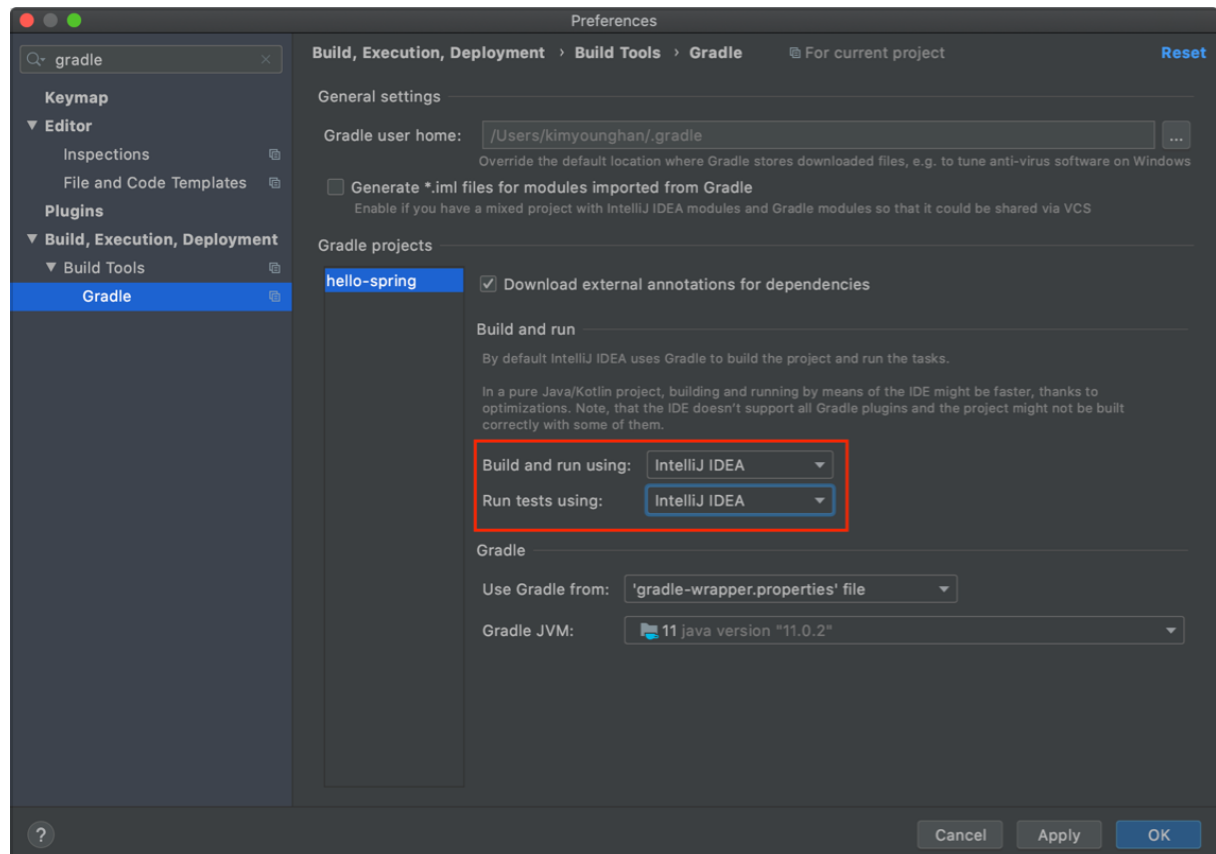 Preferences
gradle
Keymap
Editor
Inspections
File and Code Templates
Plugins
Build, Execution, Deployment
Build Tools
Gradle
Build, Execution, Deployment › Build Tools › Gradle
For current project
Reset
General settings
Gradle user home: /Users/kimyounghan/.gradle ...
Override the default location where Gradle stores downloaded files, e.g. to tune anti-virus software on Windows
Generate *.iml files for modules imported from Gradle
Enable if you have a mixed project with IntelliJ IDEA modules and Gradle modules so that it could be shared via VCS
Gradle projects
hello-spring
Download external annotations for dependencies
Build and run
By default IntelliJ IDEA uses Gradle to build the project and run the tasks.
In a pure Java/Kotlin project, building and running by means of the IDE might be faster, thanks to
optimizations. Note, that the IDE doesn't support all Gradle plugins and the project might not be built
correctly with some of them.
Build and run using: IntelliJ IDEA
Run tests using: IntelliJ IDEA
Gradle
Use Gradle from: 'gradle-wrapper.properties' file
Gradle JVM: 11 java version "11.0.2"
?
Cancel
Apply
OK